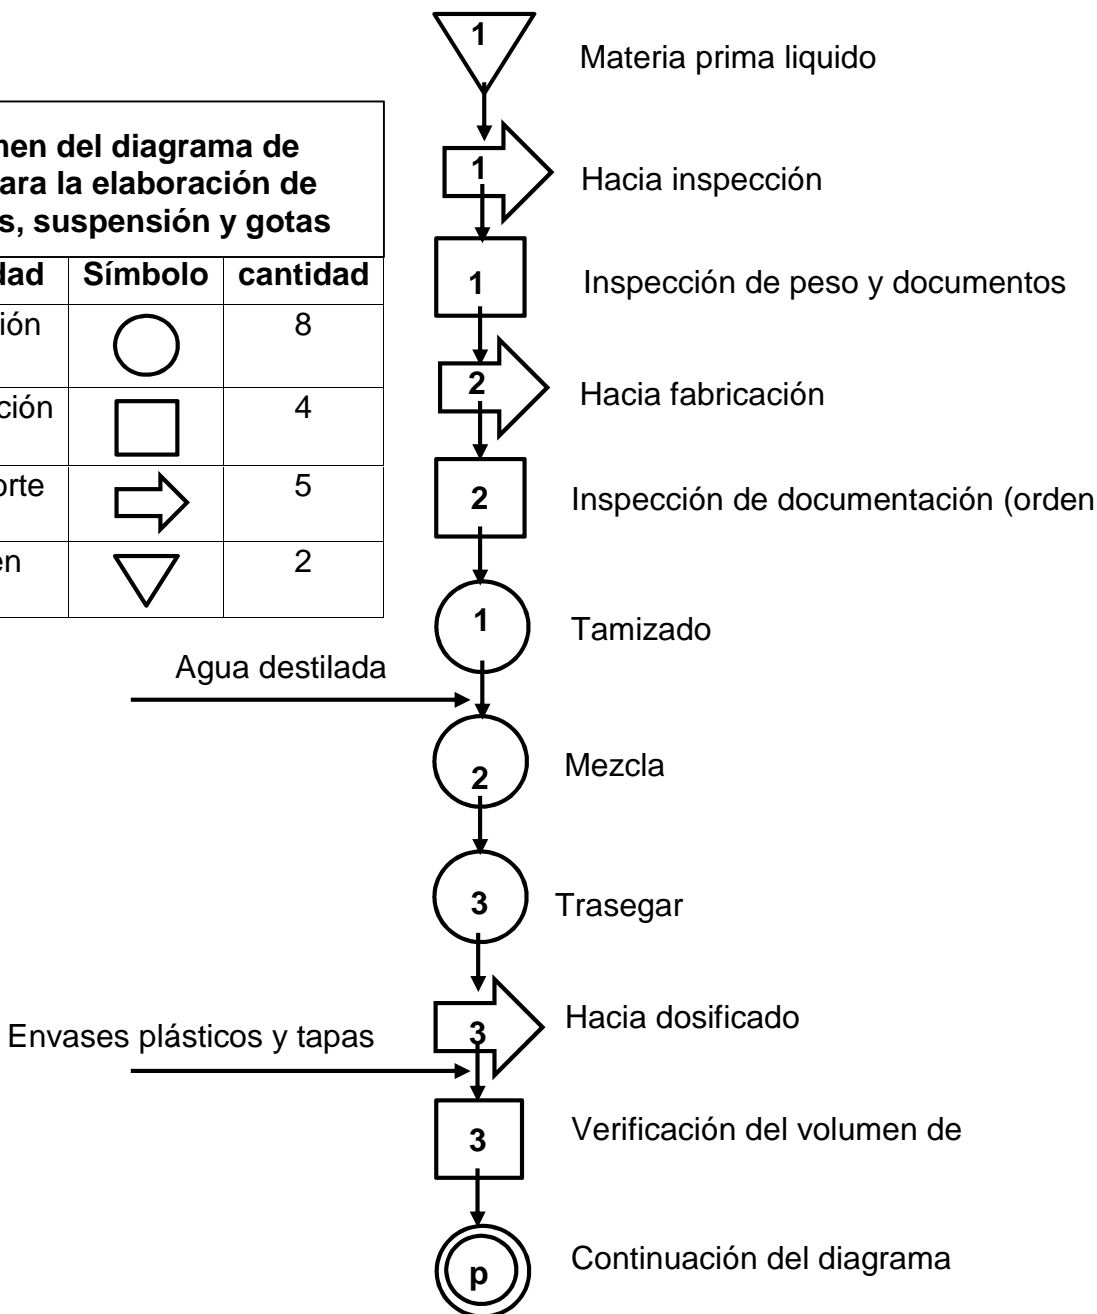 1
Materia prima liquido
men del diagrama de
ara la elaboración de
s, suspensión y gotas
dad Símbolo cantidad
ión 8
ción 4
orte 5
en 2
1
Hacia inspección
1
Inspección de peso y documentos
2
Hacia fabricación
2
Inspección de documentación (orden
1
Tamizado
Agua destilada
2
Mezcla
3
Trasegar
3
Hacia dosificado
Envases plásticos y tapas
3
Verificación del volumen de
p
Continuación del diagrama